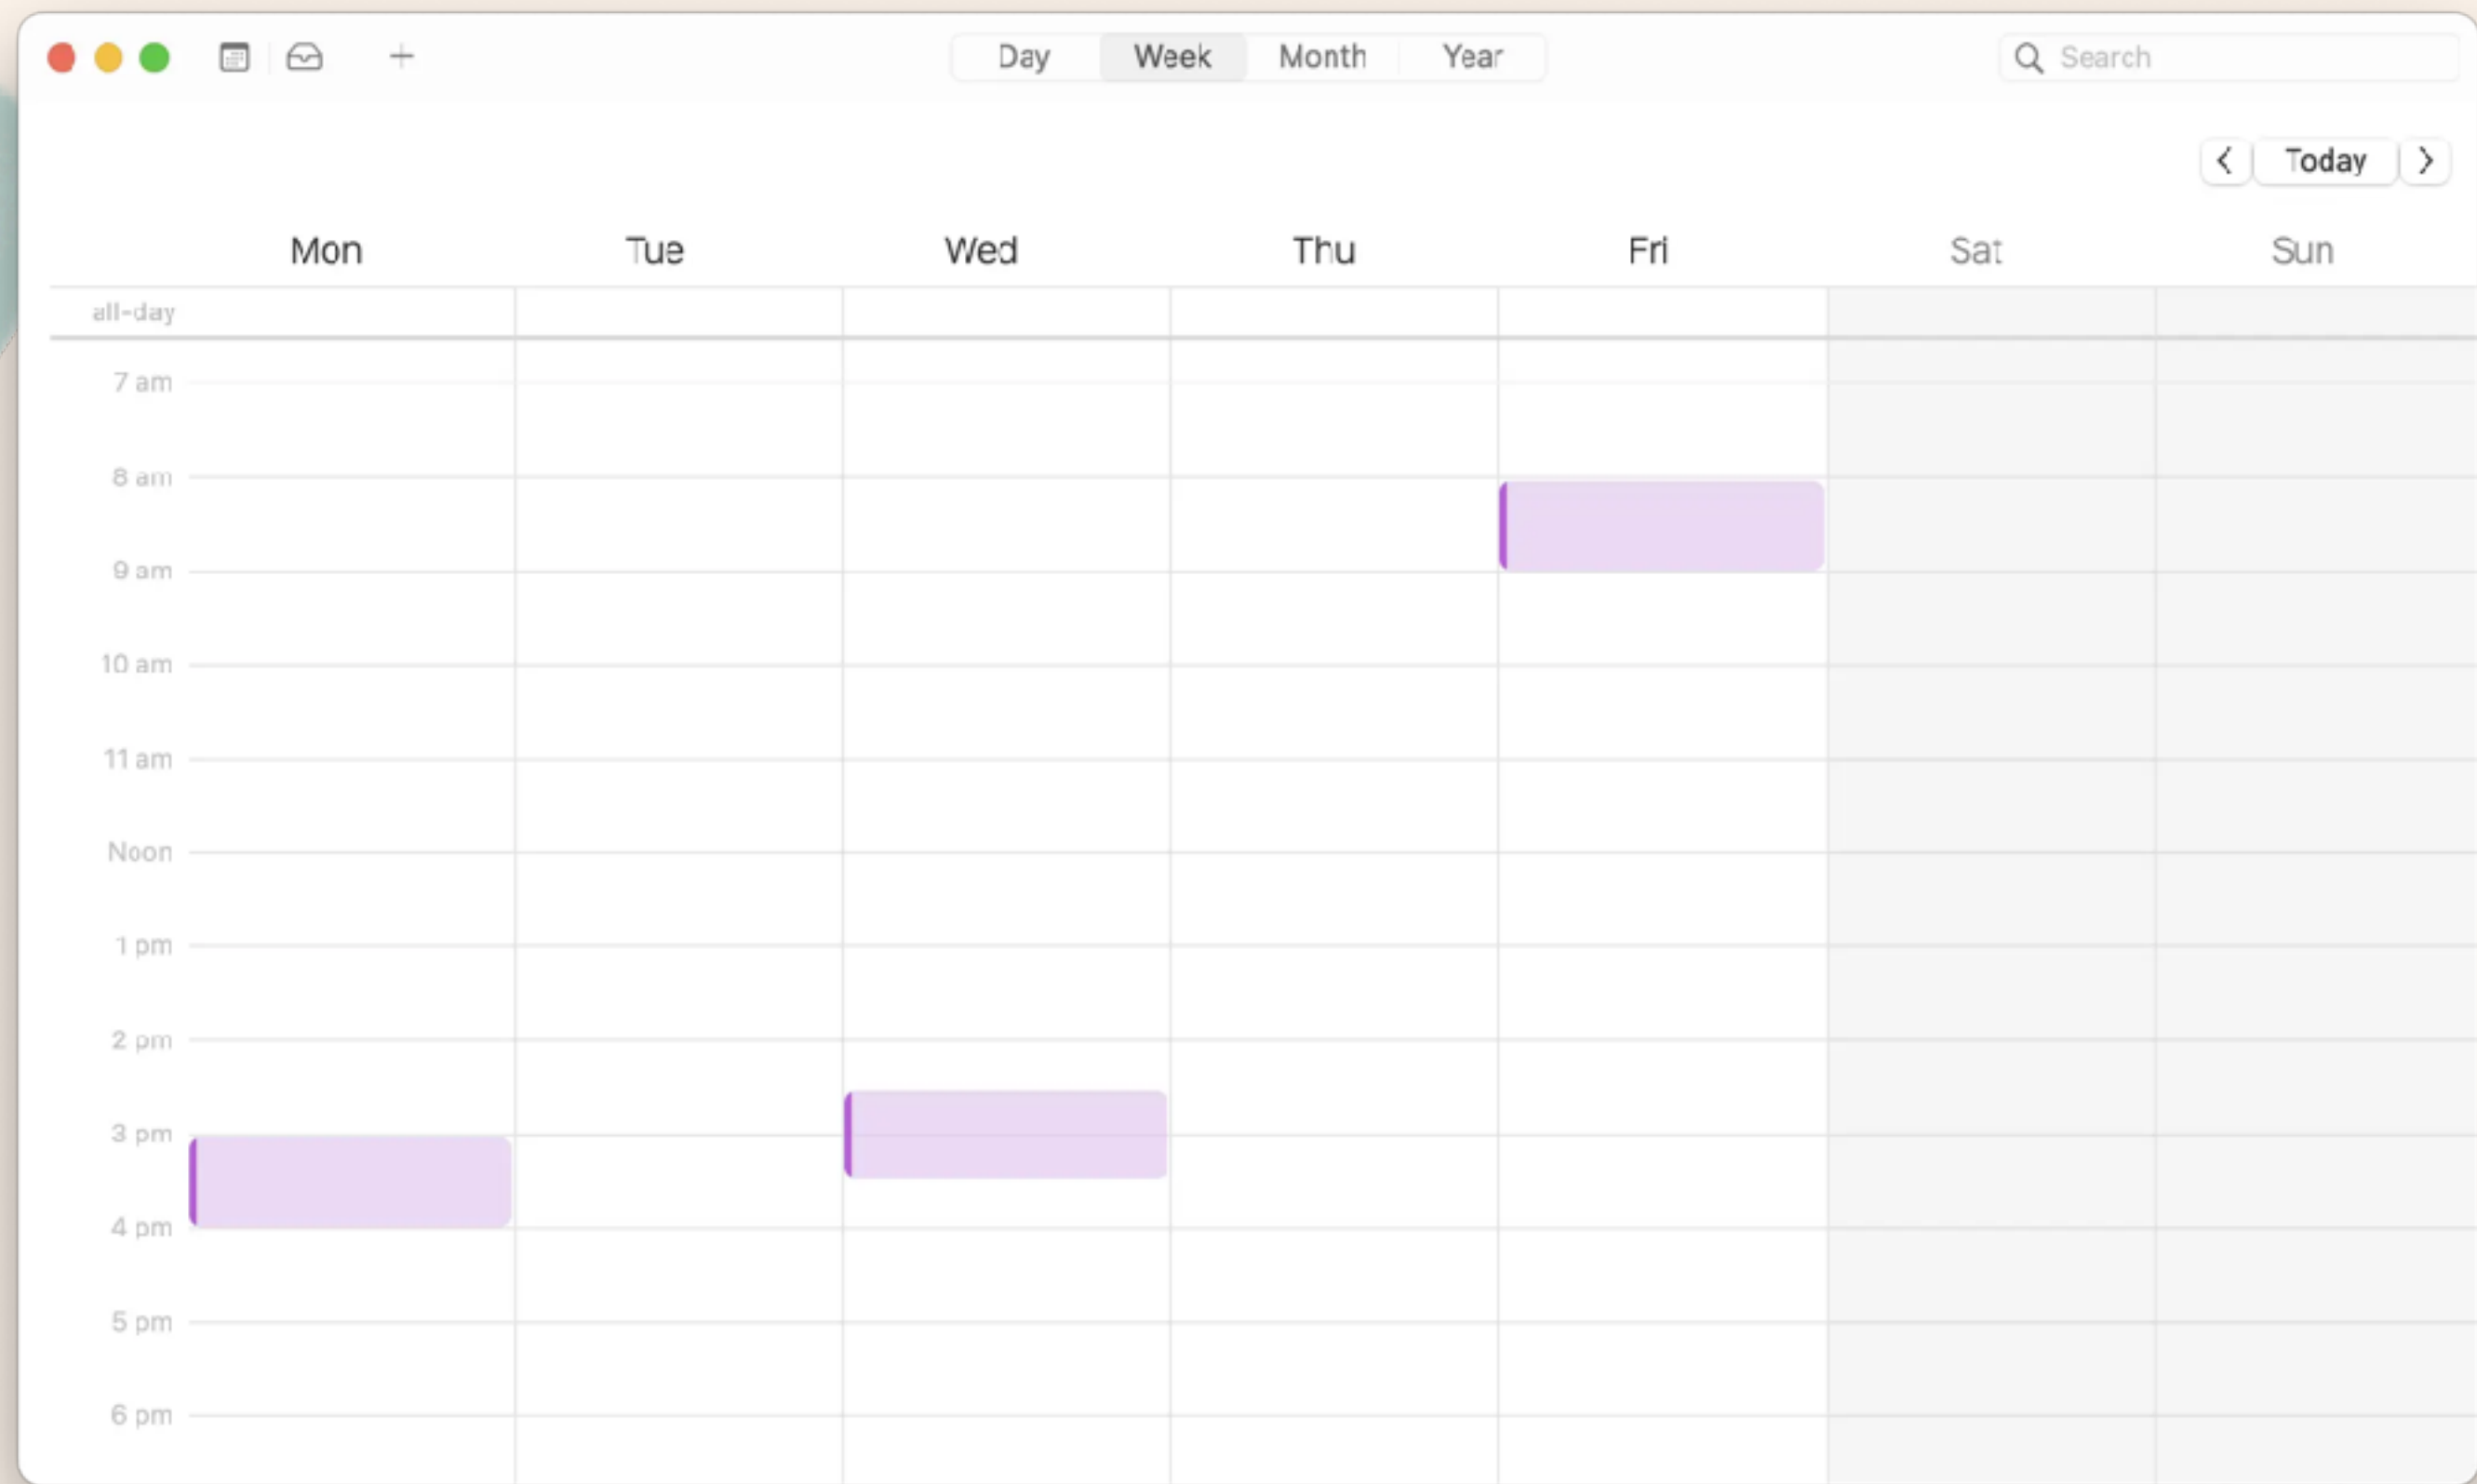 Day Week Month Year Search
Today
Mon Tue Wed Thu Fri Sat Sun
all-day
7 am
8 am
9 am
10 am
11 am
Noon
1 pm
2 pm
3 pm
4 pm
5 pm
6 pm